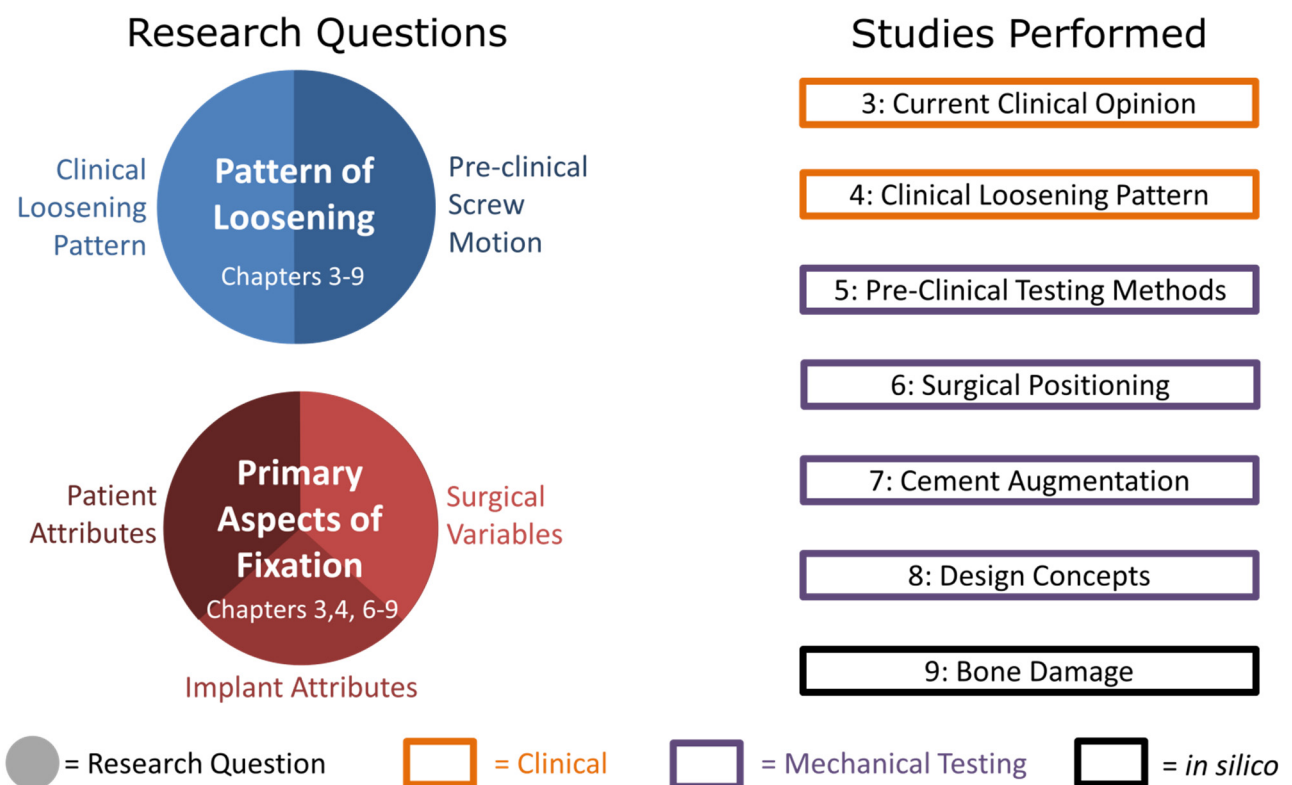 Research Questions
Studies Performed
Clinical
Loosening
Pattern
Pattern of
Loosening
Chapters 3-9
Pre-clinical
Screw
Motion
Patient
Attributes
Primary
Aspects of
Fixation
Chapters 3,4, 6-9
Surgical
Variables
Implant Attributes
3: Current Clinical Opinion
4: Clinical Loosening Pattern
5: Pre-Clinical Testing Methods
6: Surgical Positioning
7: Cement Augmentation
8: Design Concepts
9: Bone Damage
= Research Question
= Clinical
= Mechanical Testing
= in silico